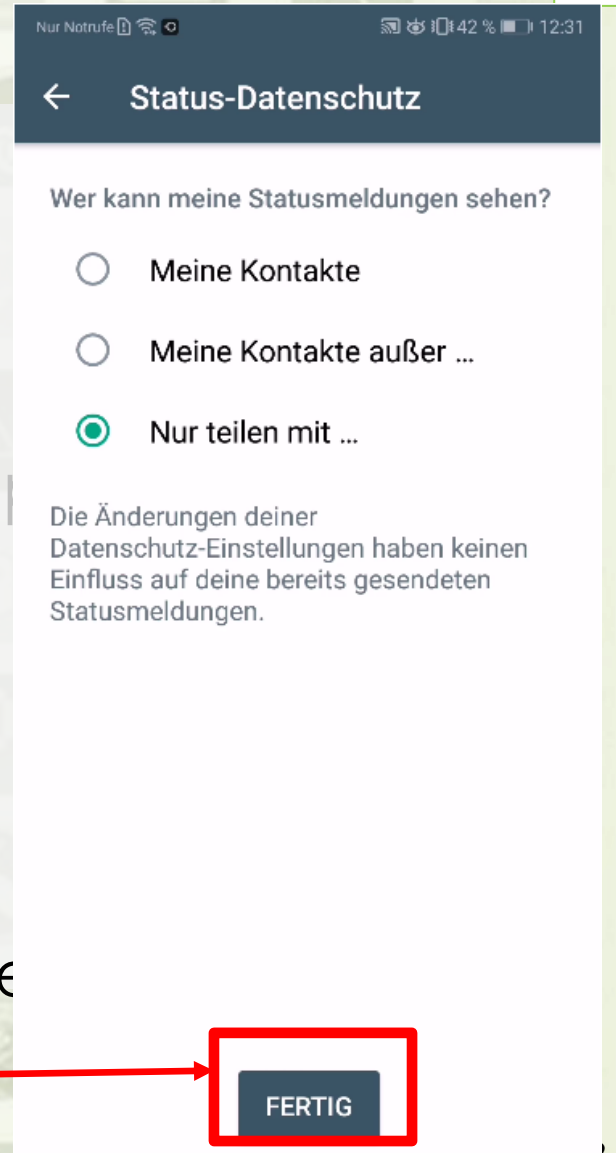 Nur Notrufe 42 % 12:31
Status-Datenschutz
Wer kann meine Statusmeldungen sehen?
Meine Kontakte
Meine Kontakte außer ...
Nur teilen mit ...
Die Änderungen deiner
Datenschutz-Einstellungen haben keinen
Einfluss auf deine bereits gesendeten
Statusmeldungen.
FERTIG